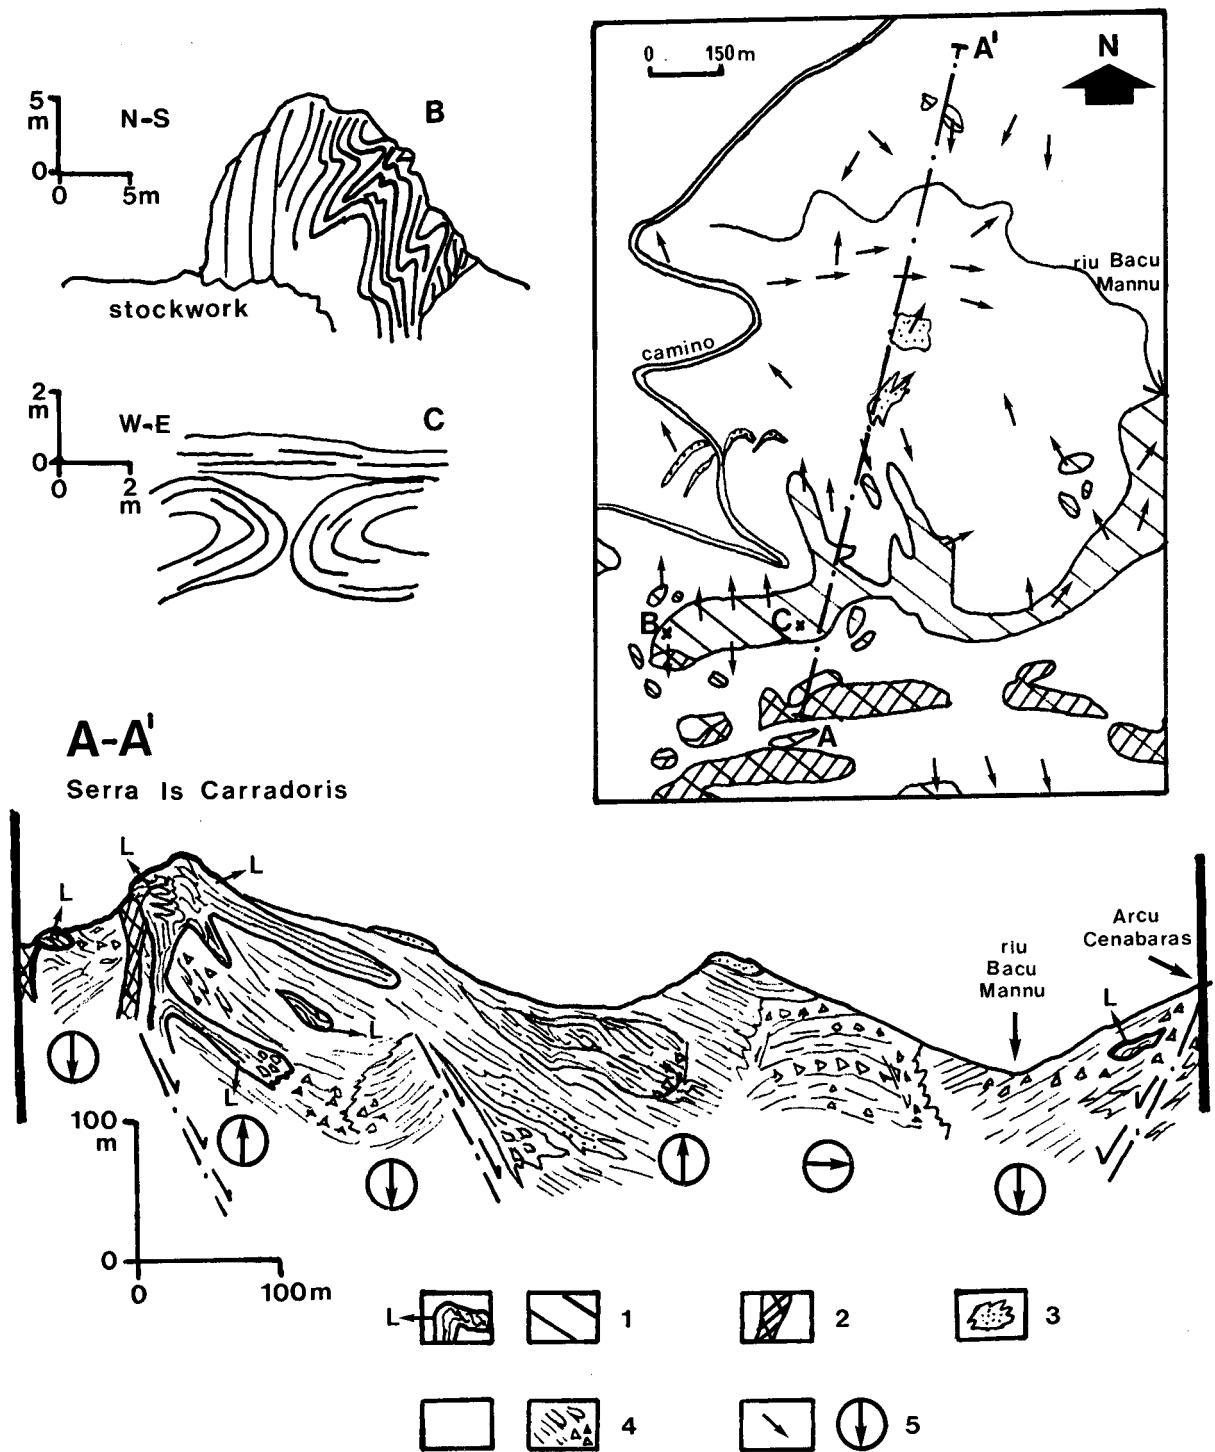 5
m
0
0
5m
N-S
B
stockwork
2
m
0
0
2
m
W-E
C
0
150m
A'
N
riu Bacu
Mannu
camino
B
C
A
A-A'
Serra Is Carradoris
L
L
L
L
L
L
riu
Bacu
Mannu
Arcu
Cenabaras
100
m
0
0
100m
L
1
2
3
4
5